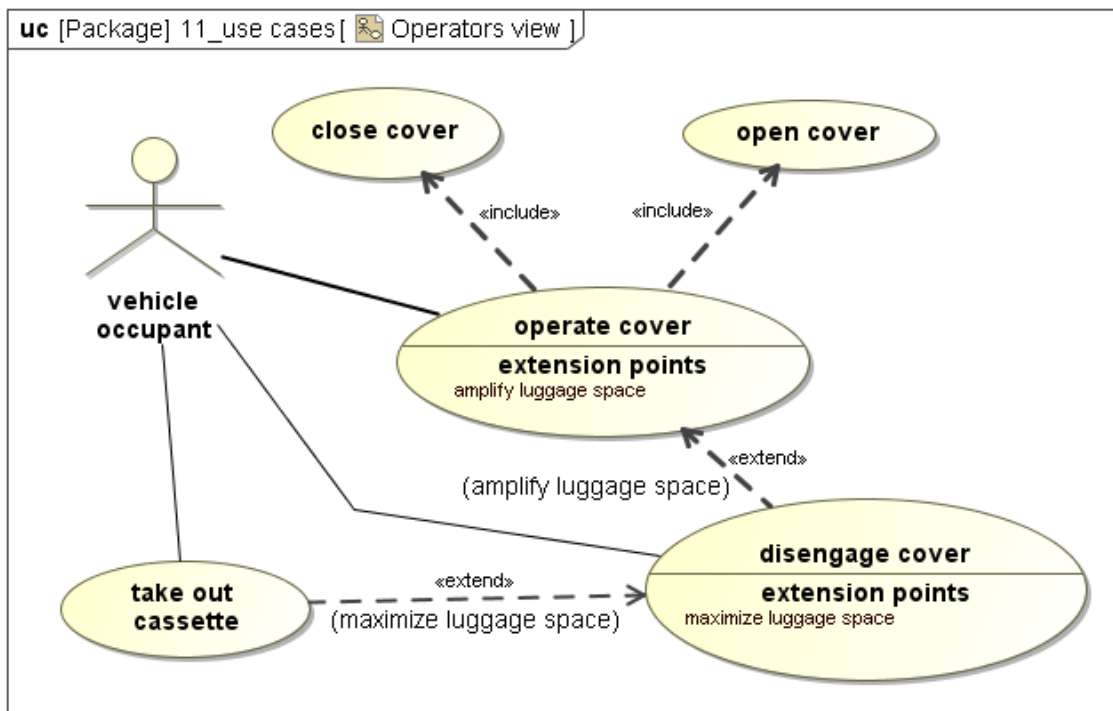 uc [Package] 11_use cases[ Operators view ]
close cover
open cover
«include»
«include»
vehicle
occupant
operate cover
extension points
amplify luggage space
«extend»
(amplify luggage space)
disengage cover
extension points
maximize luggage space
«extend»
(maximize luggage space)
take out
cassette